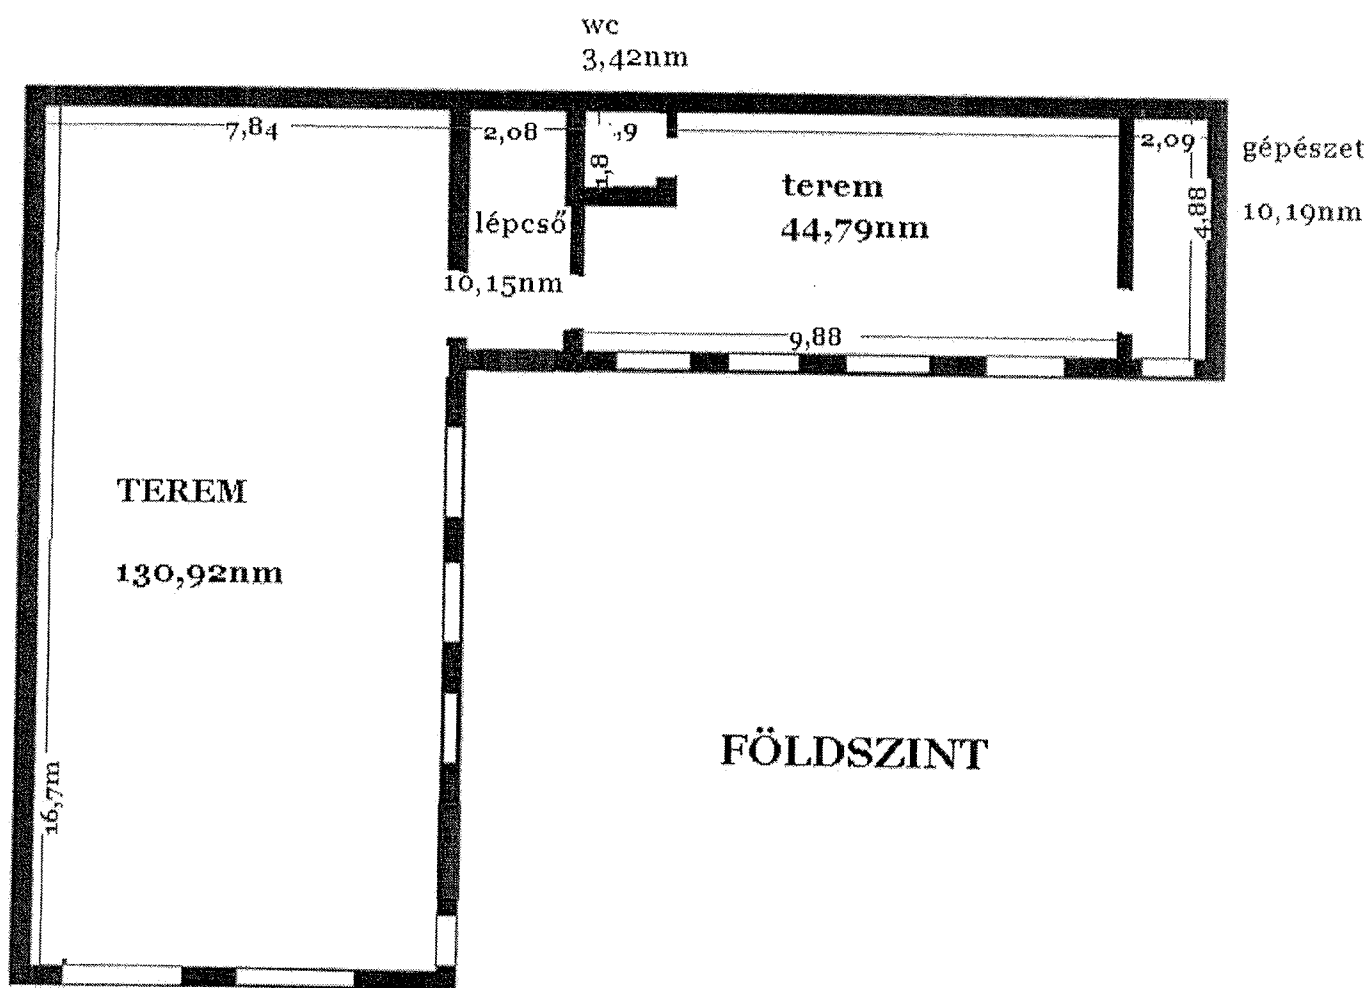 wc
3,42nm
7,84
2,08
,9
2,09
gépészet
1,8
terem
4,88
10,19nm
lépcső
44,79nm
10,15nm
9,88
TEREM
130,92nm
FÖLDSZINT
16,7m